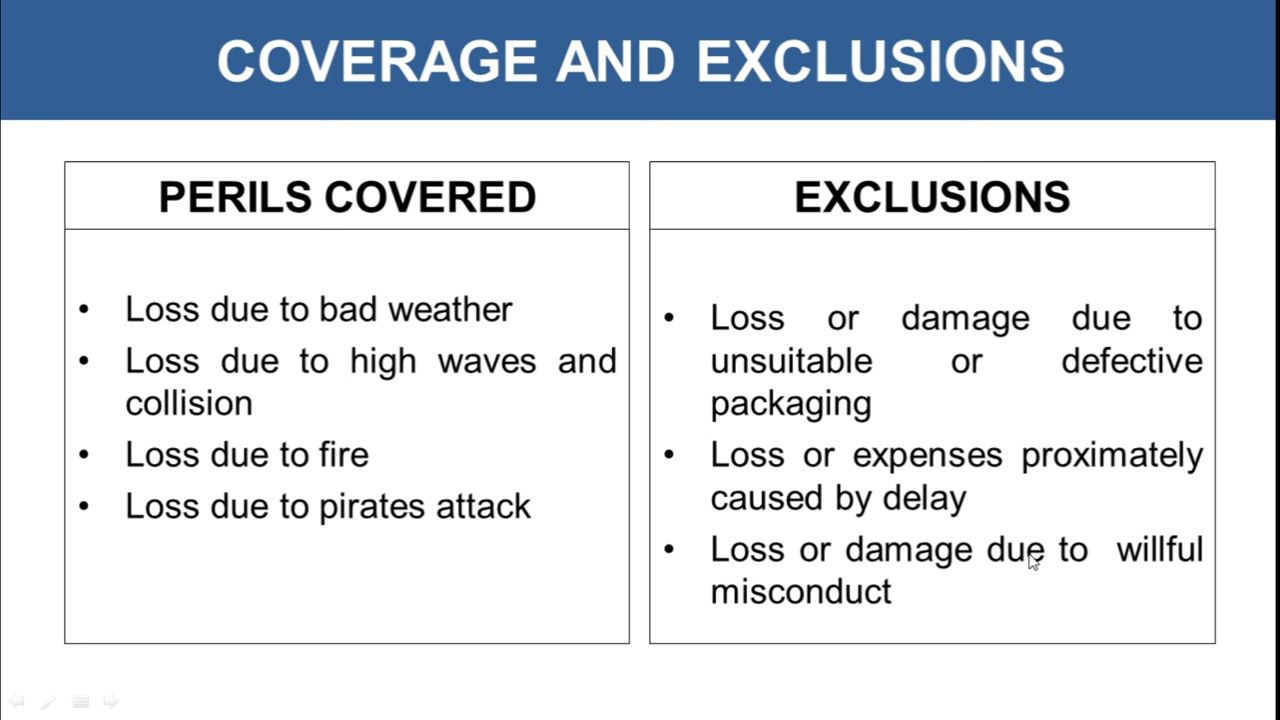 COVERAGE AND EXCLUSIONS
PERILS COVERED
• Loss due to bad weather
• Loss due to high waves and
collision
• Loss due to fire
• Loss due to pirates attack
EXCLUSIONS
• Loss or damage due to
unsuitable or defective
packaging
• Loss or expenses proximately
caused by delay
• Loss or damage due to willful
misconduct